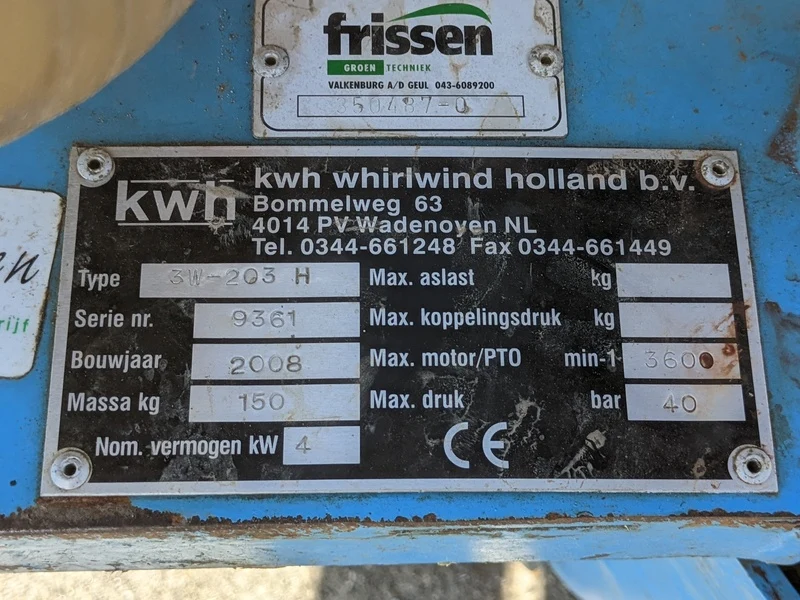 frissen
GROEN TECHNIEK
VALKENBURG A/D GEUL 043-6089200
350487-0
kwh
kwh whirlwind holland b.v.
Bommelweg 63
4014 PV Wadenoyen NL
Tel. 0344-661248 Fax 0344-661449
Type 3W-203 H Max. aslast kg
Serie nr. 9361 Max. koppelingsdruk kg
Bouwjaar 2008 Max. motor/PTO min-1 3600
Massa kg 150 Max. druk bar 40
Nom. vermogen kW 4 CE